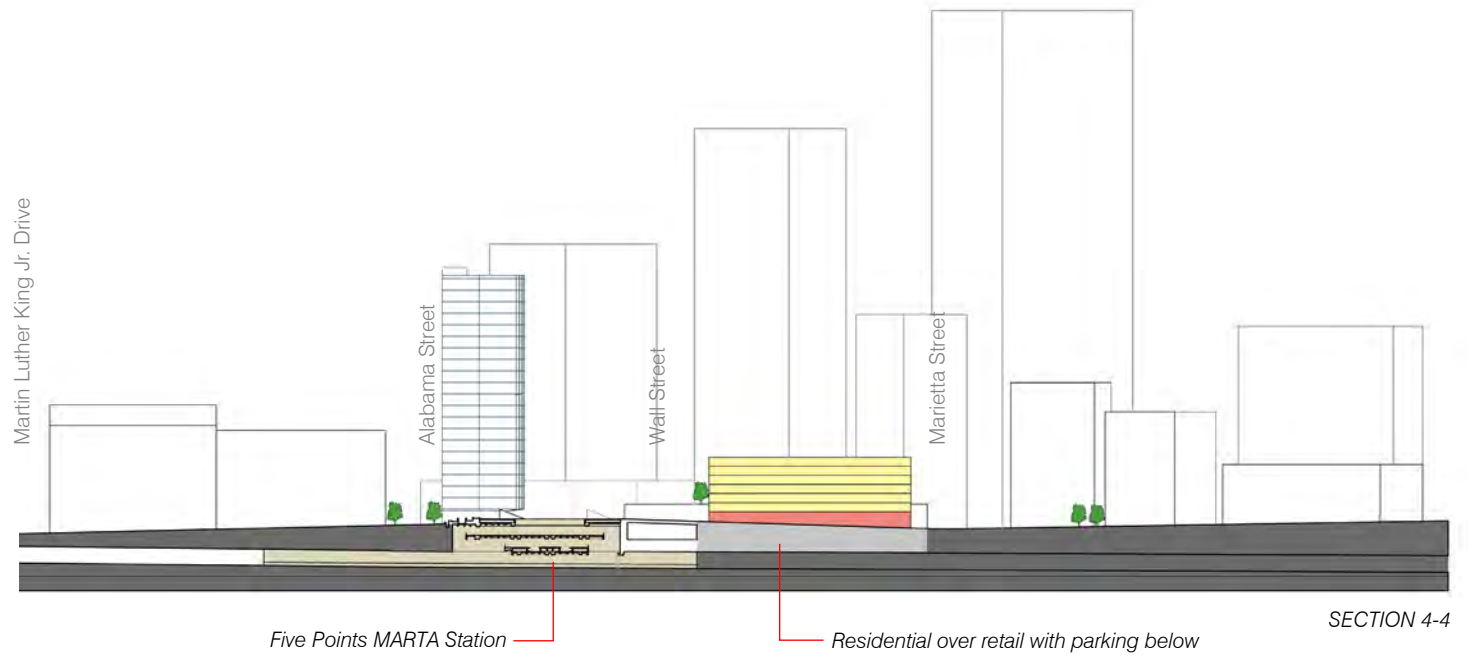 Martin Luther King Jr. Drive
Alabama Street
Wall Street
Marietta Street
Five Points MARTA Station
Residential over retail with parking below
SECTION 4-4